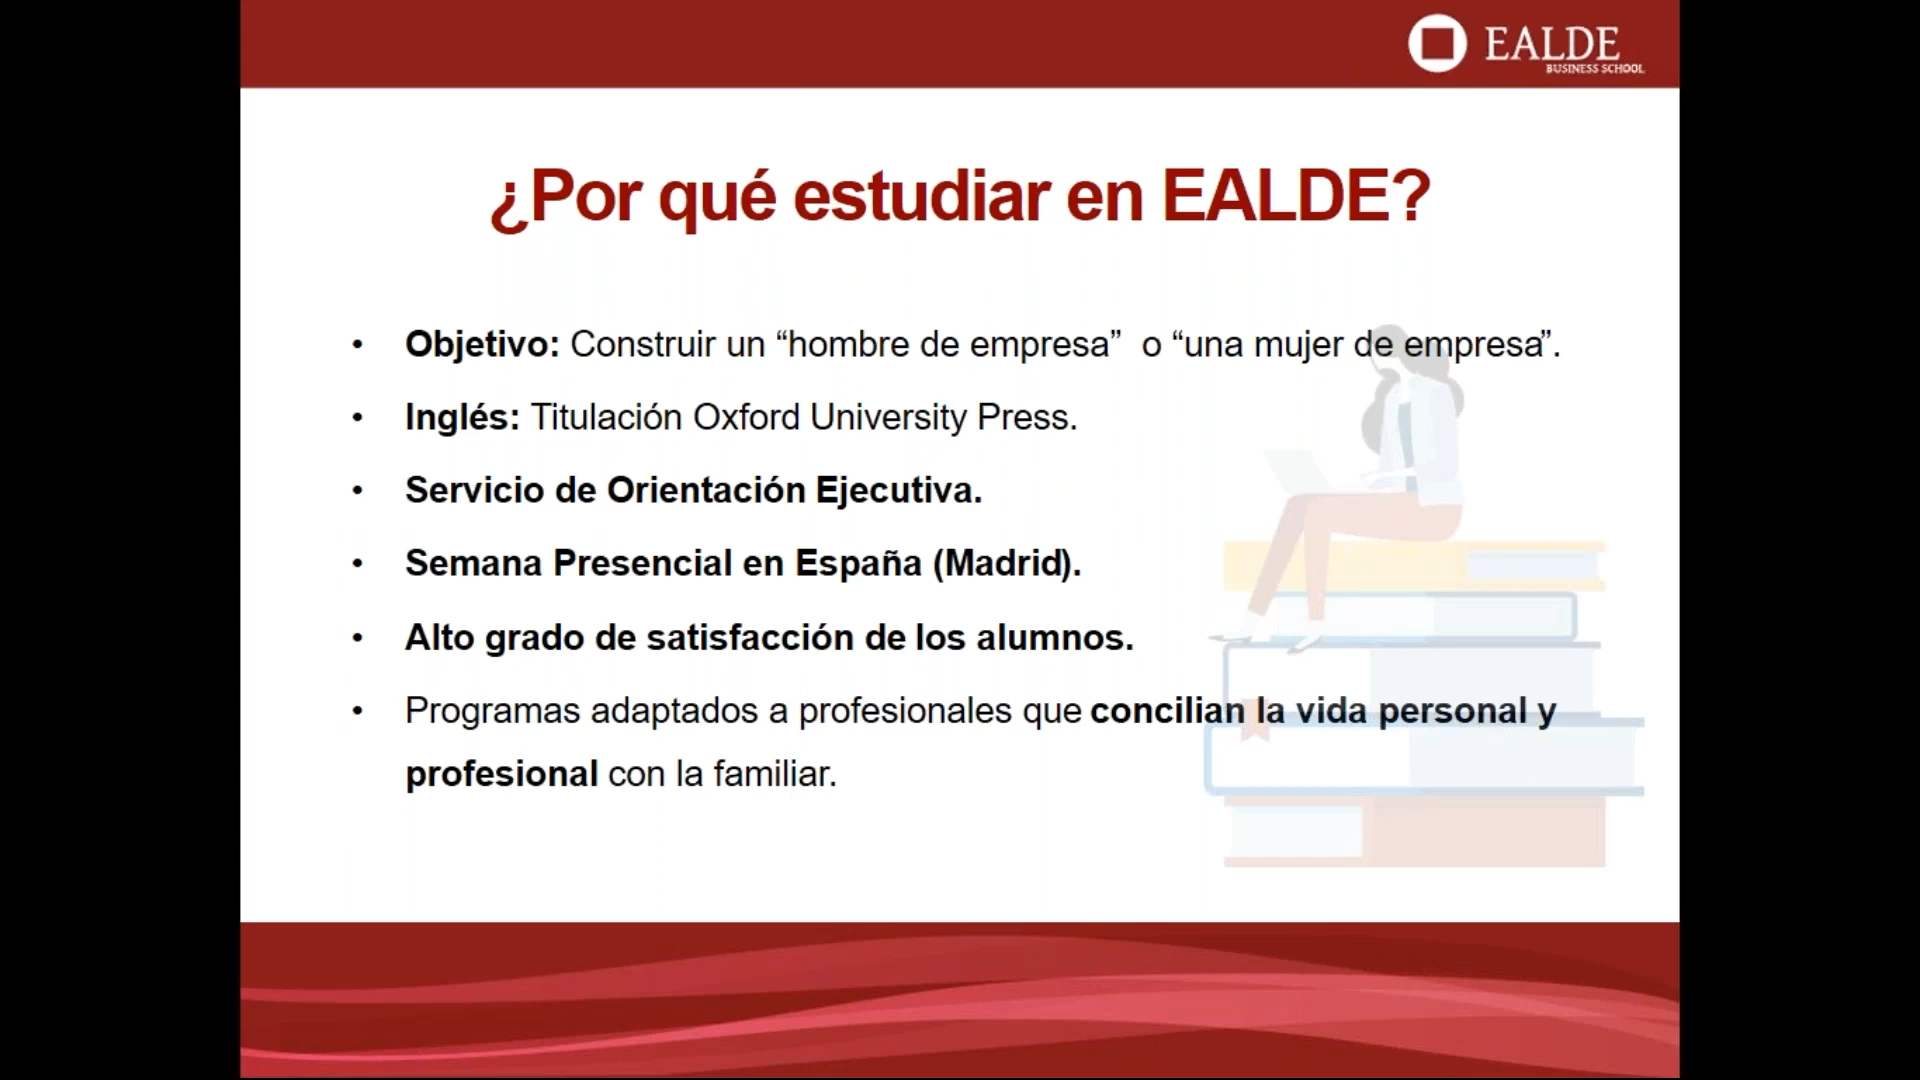 EALDE
BUSINESS SCHOOL
¿Por qué estudiar en EALDE?
• Objetivo: Construir un “hombre de empresa”  o “una mujer de empresa”.
• Inglés: Titulación Oxford University Press.
• Servicio de Orientación Ejecutiva.
• Semana Presencial en España (Madrid).
• Alto grado de satisfacción de los alumnos.
• Programas adaptados a profesionales que concilian la vida personal y
profesional con la familiar.